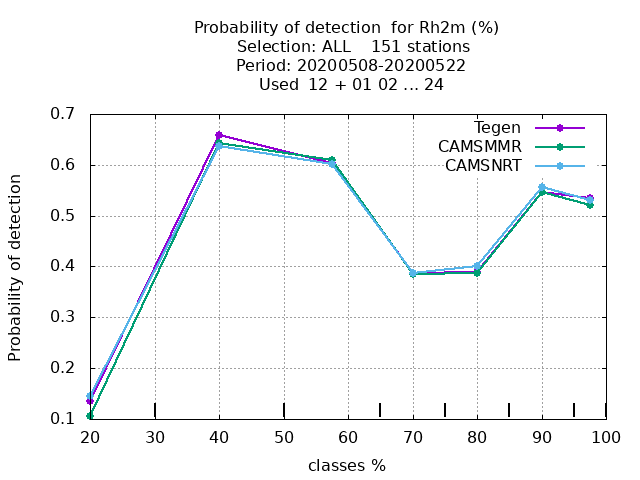 Probability of detection for Rh2m (%)
Selection: ALL 151 stations
Period: 20200508-20200522
Used 12 + 01 02 ... 24
Tegen
CAMSMMR
CAMSNRT
Probability of detection
0.7
0.6
0.5
0.4
0.3
0.2
0.1
20 30 40 50 60 70 80 90 100
classes %